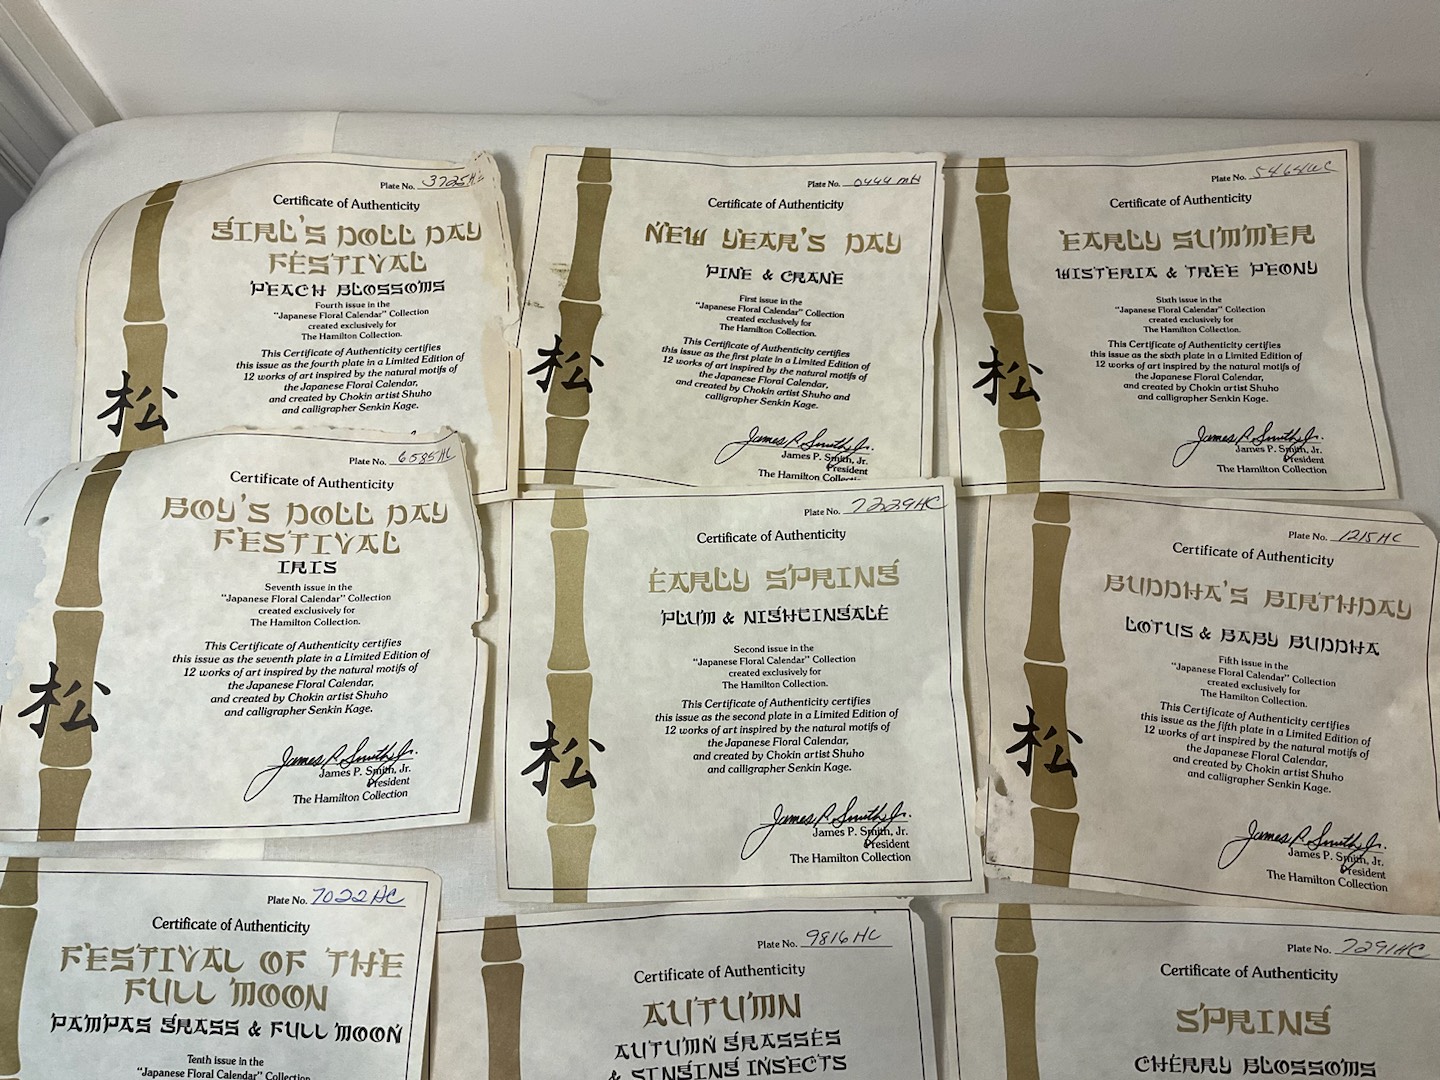 Plate No. 3725HC
Certificate of Authenticity
GIRL'S DOLL DAY
FESTIVAL
PEACH BLOSSOMS
Fourth issue in the
"Japanese Floral Calendar" Collection
created exclusively for
The Hamilton Collection.
This Certificate of Authenticity certifies
this issue as the fourth plate in a Limited Edition of
12 works of art inspired by the natural motifs of
the Japanese Floral Calendar,
and created by Chokin artist Shuho
and calligrapher Senkin Kage.
松
Plate No. 0444 mH
Certificate of Authenticity
NEW YEAR'S DAY
PINE & CRANE
First issue in the
"Japanese Floral Calendar" Collection
created exclusively for
The Hamilton Collection.
This Certificate of Authenticity certifies
this issue as the first plate in a Limited Edition of
12 works of art inspired by the natural motifs of
the Japanese Floral Calendar,
and created by Chokin artist Shuho and
calligrapher Senkin Kage.
松
James P. Smith, Jr.
James P. Smith, Jr.
President
The Hamilton Collection
Plate No.
Certificate of Authenticity
EARLY SUMMER
WISTERIA & TREE PEONY
Sixth issue in the
"Japanese Floral Calendar" Collection
created exclusively for
The Hamilton Collection.
This Certificate of Authenticity certifies
this issue as the sixth plate in a Limited Edition of
12 works of art inspired by the natural motifs of
the Japanese Floral Calendar,
and created by Chokin artist Shuho
and calligrapher Senkin Kage.
松
James P. Smith, Jr.
James P. Smith, Jr.
President
The Hamilton Collection
Plate No. 6585HC
Certificate of Authenticity
BOY'S DOLL DAY
FESTIVAL
IRIS
Seventh issue in the
"Japanese Floral Calendar" Collection
created exclusively for
The Hamilton Collection.
This Certificate of Authenticity certifies
this issue as the seventh plate in a Limited Edition of
12 works of art inspired by the natural motifs of
the Japanese Floral Calendar,
and created by Chokin artist Shuho
and calligrapher Senkin Kage.
松
James P. Smith, Jr.
James P. Smith, Jr.
President
The Hamilton Collection
Plate No. 7229HC
Certificate of Authenticity
EARLY SPRING
PLUM & NIGHTINGALE
Second issue in the
"Japanese Floral Calendar" Collection
created exclusively for
The Hamilton Collection.
This Certificate of Authenticity certifies
this issue as the second plate in a Limited Edition of
12 works of art inspired by the natural motifs of
the Japanese Floral Calendar,
and created by Chokin artist Shuho
and calligrapher Senkin Kage.
松
James P. Smith, Jr.
James P. Smith, Jr.
President
The Hamilton Collection
Plate No. 1215HC
Certificate of Authenticity
BUDDHA'S BIRTHDAY
LOTUS & BABY BUDDHA
Fifth issue in the
"Japanese Floral Calendar" Collection
created exclusively for
The Hamilton Collection.
This Certificate of Authenticity certifies
this issue as the fifth plate in a Limited Edition of
12 works of art inspired by the natural motifs of
the Japanese Floral Calendar,
and created by Chokin artist Shuho
and calligrapher Senkin Kage.
松
James P. Smith, Jr.
James P. Smith, Jr.
President
The Hamilton Collection
Plate No. 7022 HC
Certificate of Authenticity
FESTIVAL OF THE
FULL MOON
PAMPAS GRASS & FULL MOON
Tenth issue in the
"Japanese Floral Calendar" Collection
Plate No. 9816 HC
Certificate of Authenticity
AUTUMN
AUTUMN GRASSES
& SINGING INSECTS
Plate No. 7291HC
Certificate of Authenticity
SPRING
CHERRY BLOSSOMS